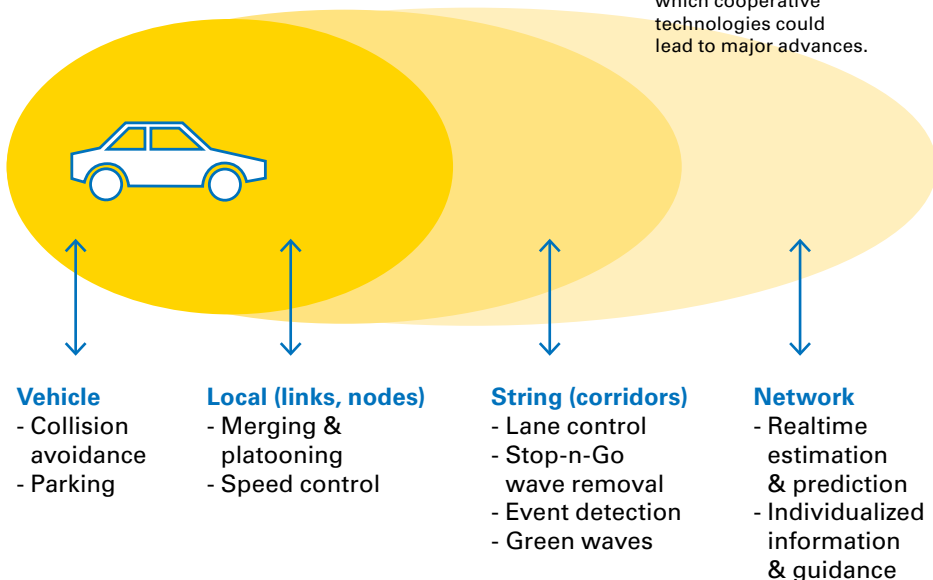 which cooperative
technologies could
lead to major advances.
Vehicle
- Collision
avoidance
- Parking
Local (links, nodes)
- Merging &
platooning
- Speed control
String (corridors)
- Lane control
- Stop-n-Go
wave removal
- Event detection
- Green waves
Network
- Realtime
estimation
& prediction
- Individualized
information
& guidance